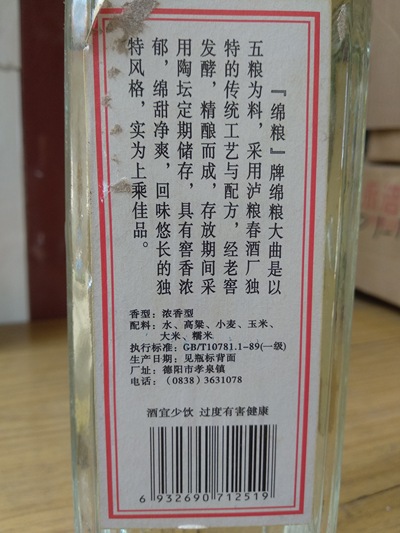 『绵粮』牌绵粮大曲是以
五粮为料，采用泸粮春酒厂独
特的传统工艺与配方，经老窖
发酵，精酿而成，存放期间采
用陶坛定期储存，具有窖香浓
郁，绵甜净爽，回味悠长的独
特风格，实为上乘佳品。
香型：浓香型
配料：水、高粱、小麦、玉米、
大米、糯米
执行标准：GB/T10781.1-89(一级)
生产日期：见瓶标背面
厂址：德阳市孝泉镇
电话：（0838）3631078
酒宜少饮 过度有害健康
6 932690 712519